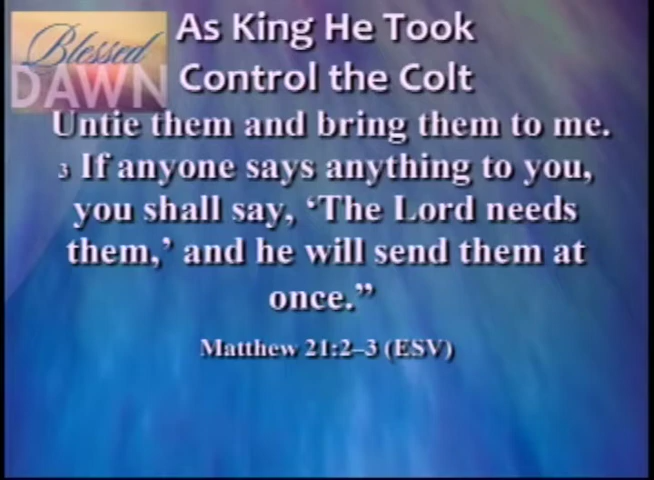 Blessed
DAWN
As King He Took
Control the Colt
Untie them and bring them to me.
3 If anyone says anything to you,
you shall say, ‘The Lord needs
them,’ and he will send them at
once.”
Matthew 21:2–3 (ESV)